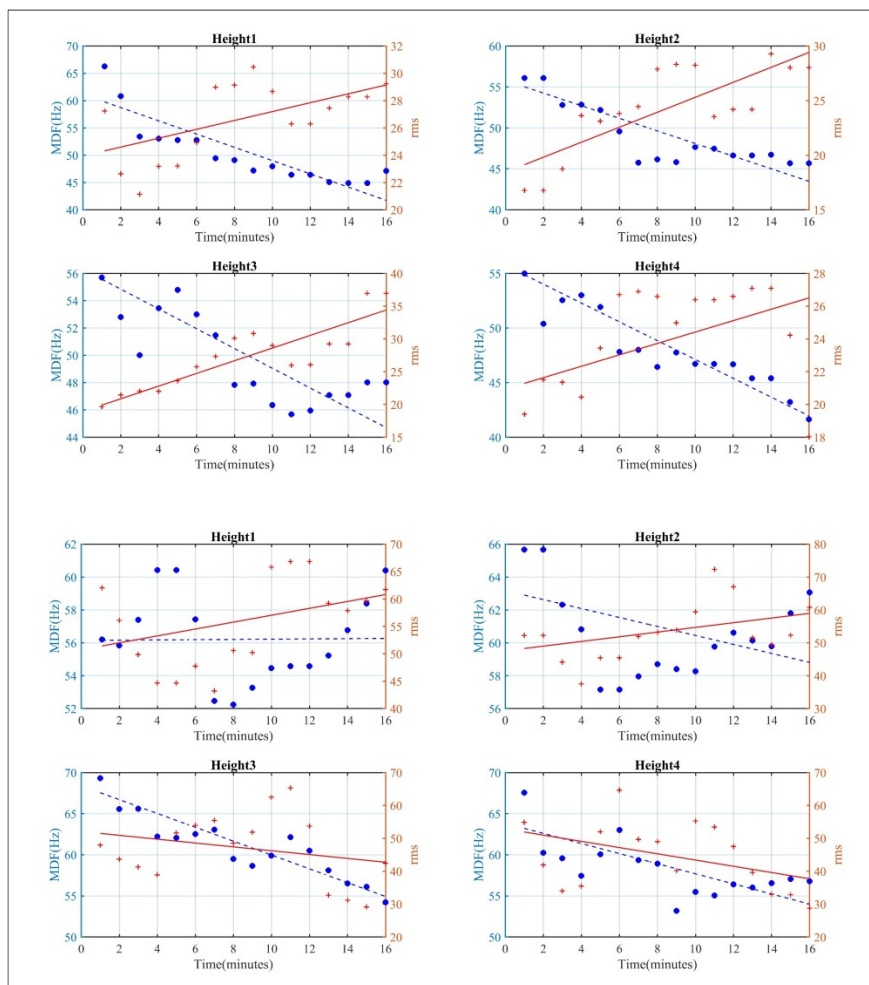 Height1
MDF(Hz)
70 65 60 55 50 45 40
32 30 28 26 24 22 20
rms
0 2 4 6 8 10 12 14 16
Time(minutes)
Height2
MDF(Hz)
60 55 50 45 40
30 25 20 15
rms
0 2 4 6 8 10 12 14 16
Time(minutes)
Height3
MDF(Hz)
56 54 52 50 48 46 44
40 35 30 25 20 15
rms
0 2 4 6 8 10 12 14 16
Time(minutes)
Height4
MDF(Hz)
55 50 45 40
28 26 24 22 20 18
rms
0 2 4 6 8 10 12 14 16
Time(minutes)
Height1
MDF(Hz)
62 60 58 56 54 52
70 65 60 55 50 45 40
rms
0 2 4 6 8 10 12 14 16
Time(minutes)
Height2
MDF(Hz)
66 64 62 60 58 56
80 70 60 50 40 30
rms
0 2 4 6 8 10 12 14 16
Time(minutes)
Height3
MDF(Hz)
70 65 60 55 50
70 60 50 40 30 20
rms
0 2 4 6 8 10 12 14 16
Time(minutes)
Height4
MDF(Hz)
70 65 60 55 50
70 60 50 40 30 20
rms
0 2 4 6 8 10 12 14 16
Time(minutes)